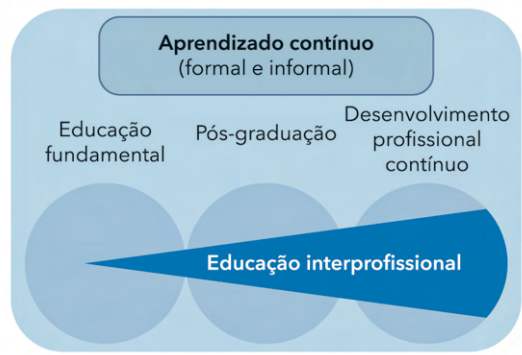 Aprendizado contínuo
(formal e informal)
Educação
fundamental
Pós-graduação
Desenvolvimento
profissional
contínuo
Educação interprofissional